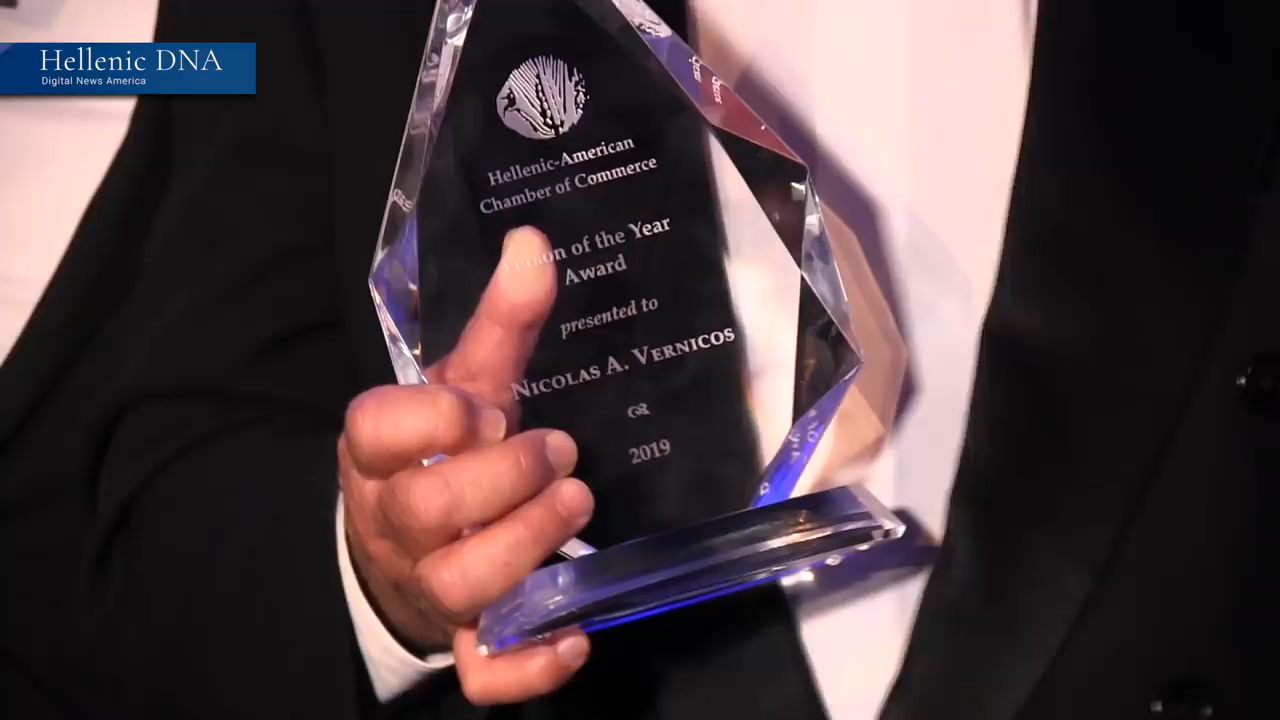 Hellenic DNA
Digital News America
Hellenic-American
Chamber of Commerce
of the Year
Award
presented to
NICOLAS A. VERNICOS
2019